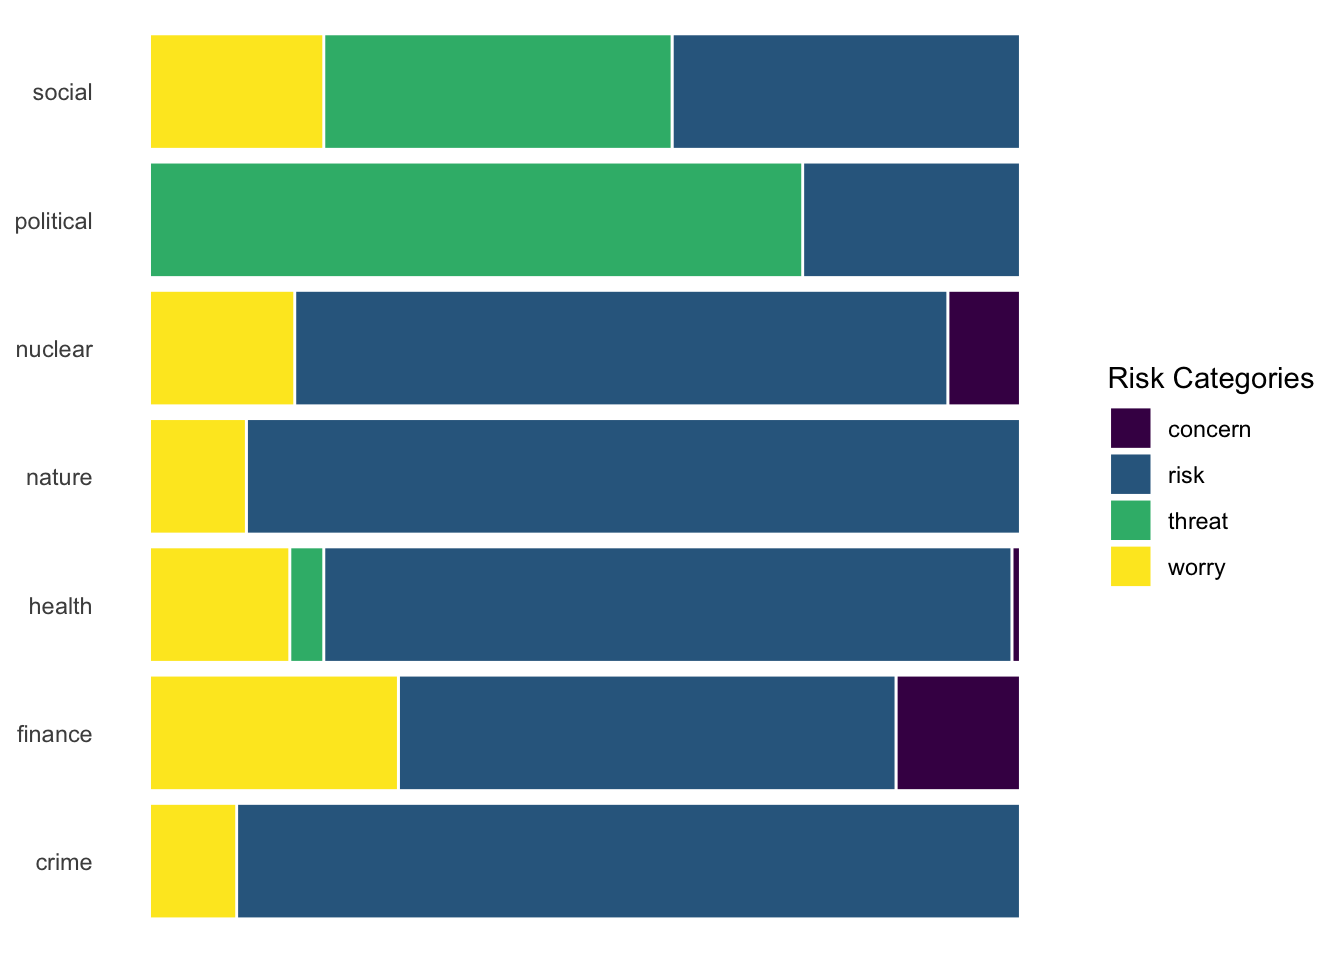 social
political
nuclear
nature
health
finance
crime
Risk Categories
concern
risk
threat
worry